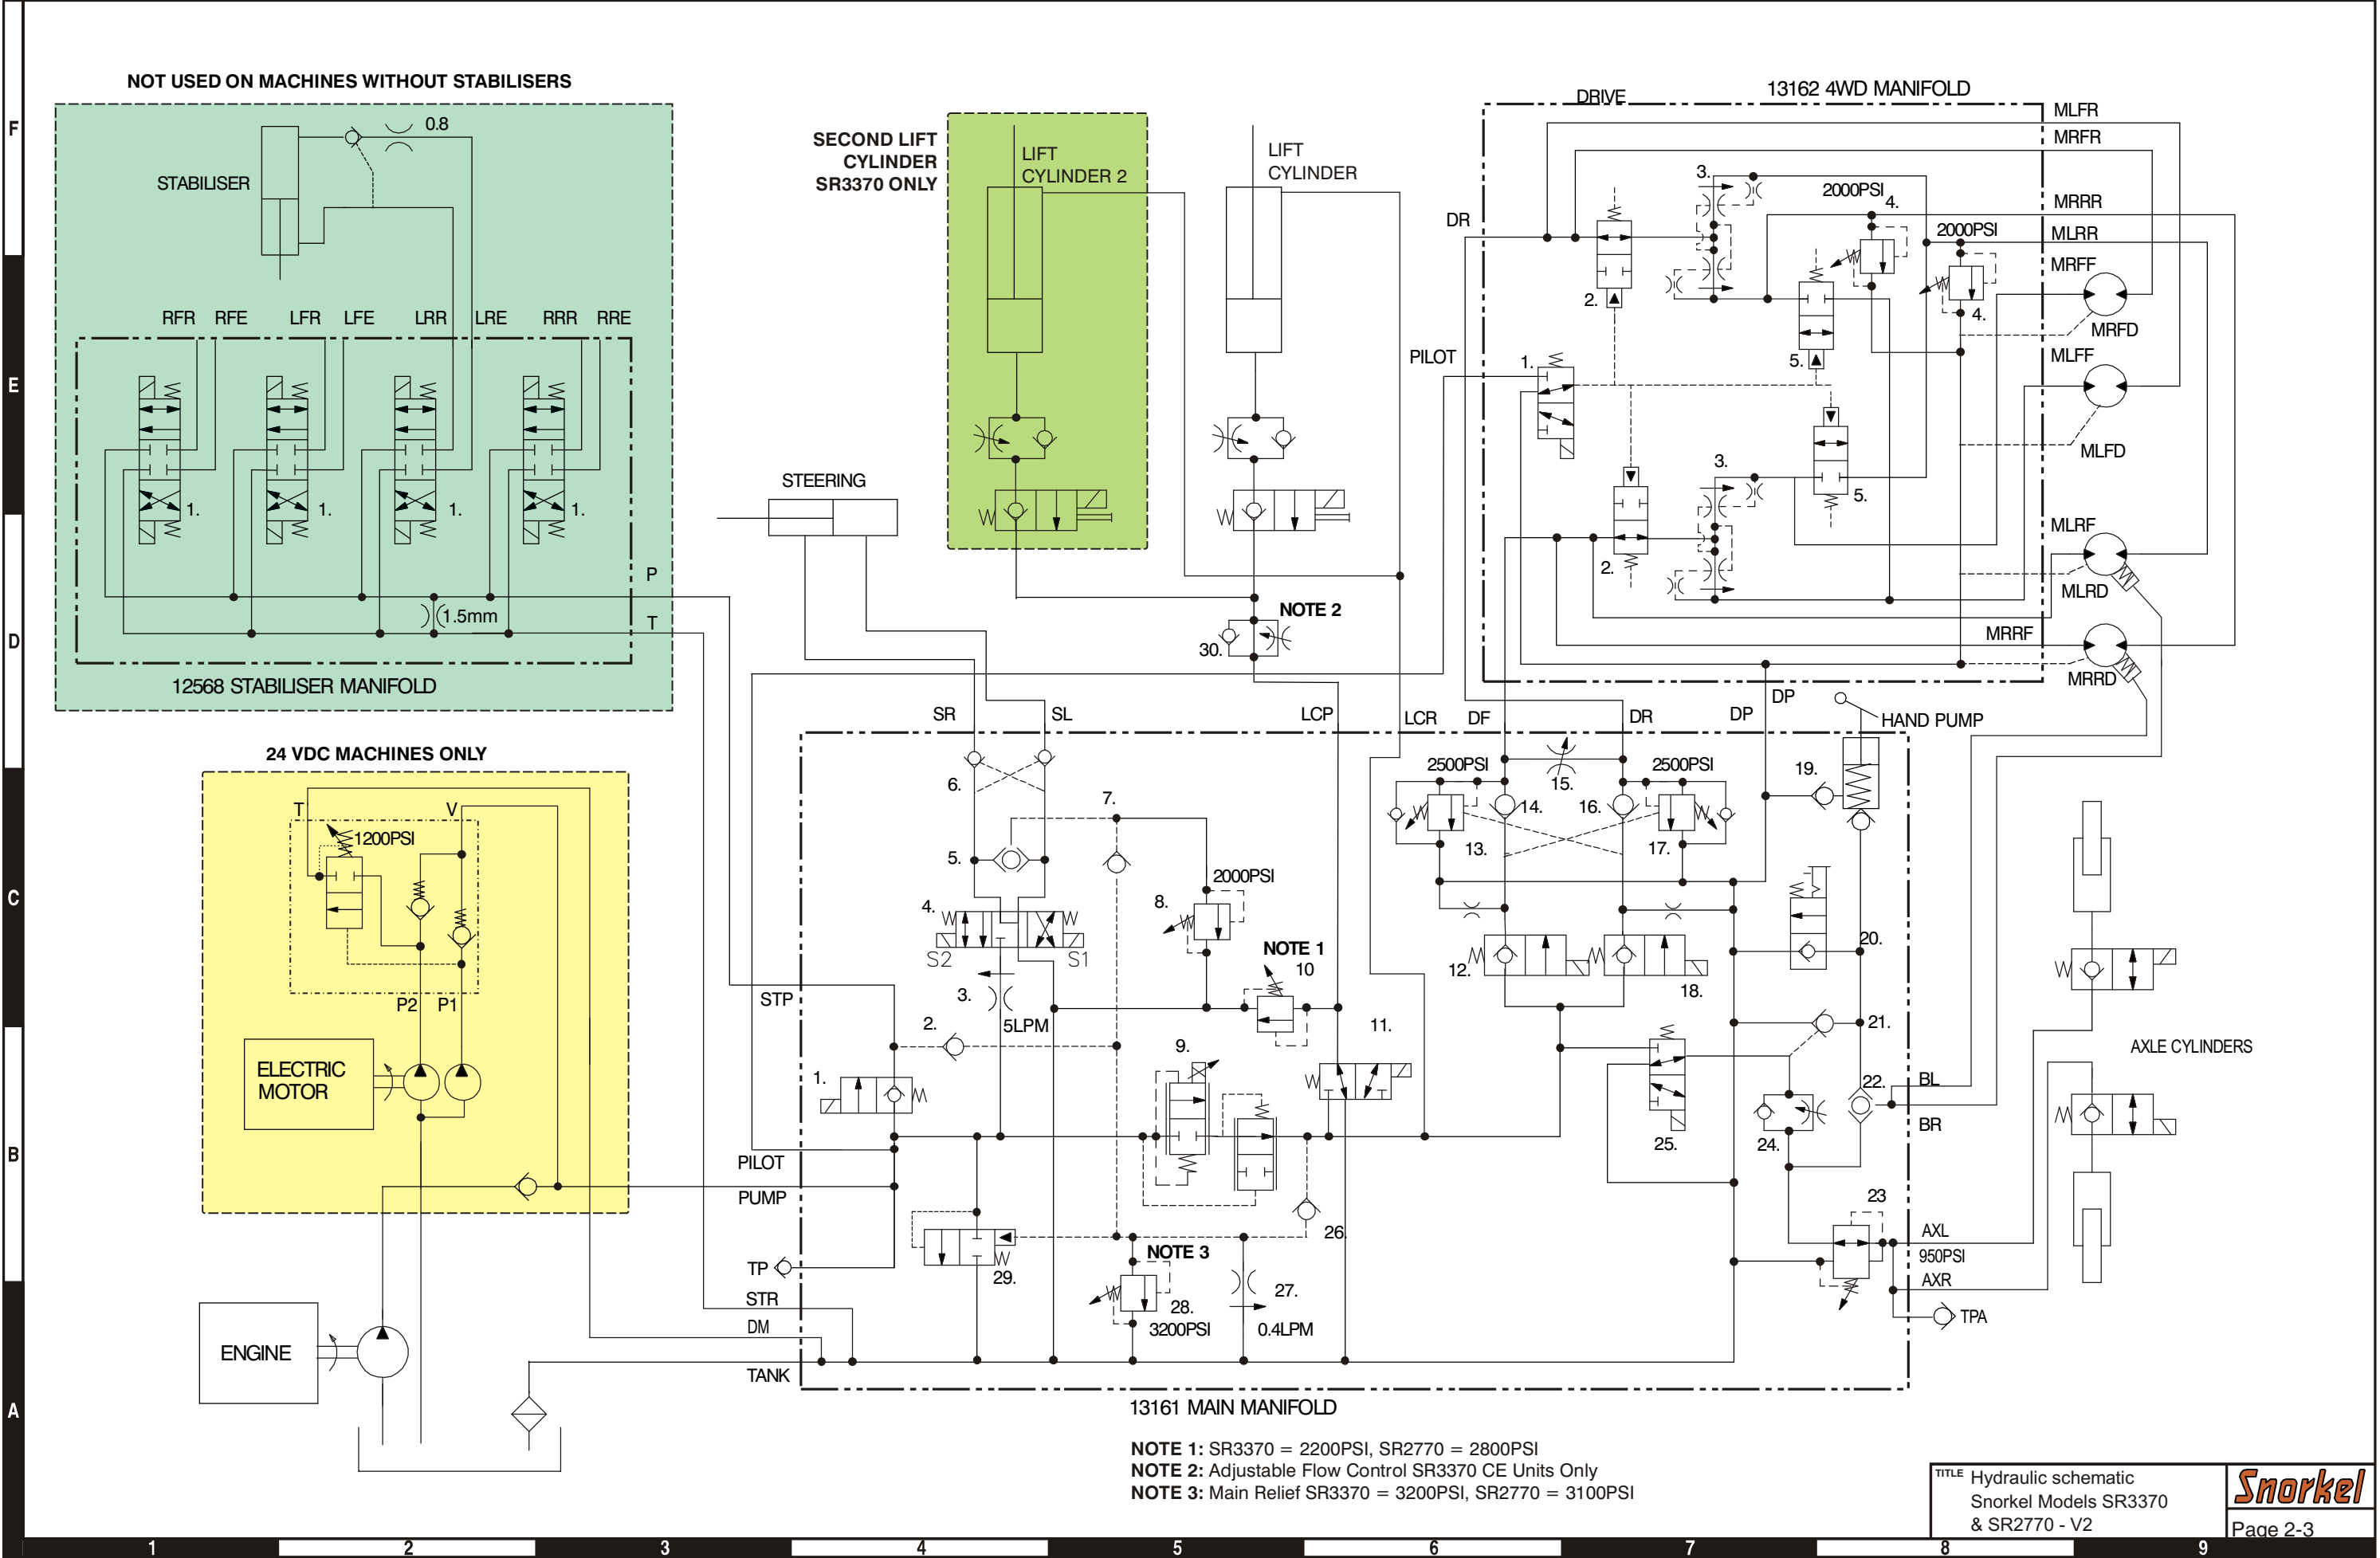 NOT USED ON MACHINES WITHOUT STABILISERS
0.8
STABILISER
RFR RFE LFR LFE LRR LRE RRR RRE
1. 1. 1. 1.
P
1.5mm
T
12568 STABILISER MANIFOLD
SECOND LIFT
CYLINDER
SR3370 ONLY
LIFT
CYLINDER 2
LIFT
CYLINDER
STEERING
NOTE 2
30.
13162 4WD MANIFOLD
DRIVE
DR
PILOT
3.
2000PSI
4.
2000PSI
2.
4.
1.
5.
3.
5.
2.
MLFR
MRFR
MRRR
MLRR
MRFF
MRFD
MLFF
MLFD
MLRF
MLRD
MRRF
MRRD
DP
HAND PUMP
24 VDC MACHINES ONLY
T V
1200PSI
P2 P1
ELECTRIC
MOTOR
ENGINE
SR SL LCP LCR DF DR DP
6.
7.
5.
4.
S2 S1
3.
5LPM
2000PSI
8.
NOTE 1
10
2.
9.
11.
1.
2500PSI
15.
2500PSI
14.
16.
13.
17.
12.
18.
19.
20.
21.
22.
25.
24.
23
26.
29.
NOTE 3
28.
3200PSI
27.
0.4LPM
STP
PILOT
PUMP
TP
STR
DM
TANK
BL
BR
AXL
950PSI
AXR
TPA
AXLE CYLINDERS
13161 MAIN MANIFOLD
NOTE 1: SR3370 = 2200PSI, SR2770 = 2800PSI
NOTE 2: Adjustable Flow Control SR3370 CE Units Only
NOTE 3: Main Relief SR3370 = 3200PSI, SR2770 = 3100PSI
TITLE Hydraulic schematic
Snorkel Models SR3370
& SR2770 - V2
Snorkel
Page 2-3
F
E
D
C
B
A
1 2 3 4 5 6 7 8 9